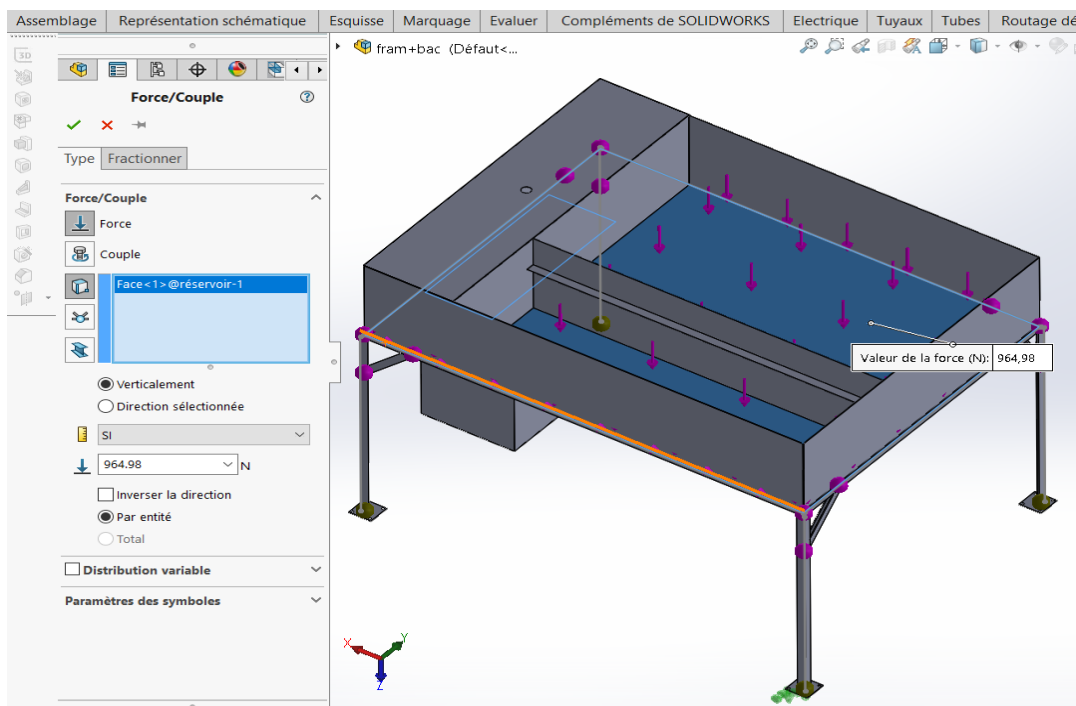 Assemblage Représentation schématique Esquisse Marquage Evaluer Compléments de SOLIDWORKS Electrique Tuyaux Tubes Routage dé
fram+bac (Défaut<...
3D
Force/Couple
Type Fractionner
Force/Couple
Force
Couple
Face<1>@réservoir-1
Verticalement
Direction sélectionnée
SI
964.98 N
Inverser la direction
Par entité
Total
Distribution variable
Paramètres des symboles
Valeur de la force (N): 964,98
X Y
Z